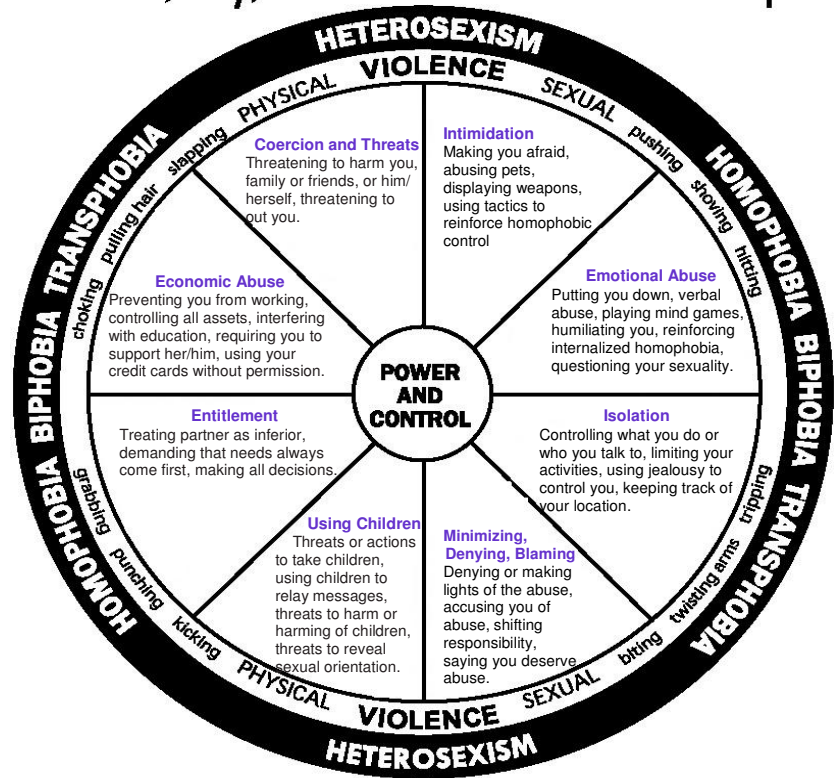 HETEROSEXISM
PHYSICAL VIOLENCE SEXUAL
HOMOPHOBIA BIPHOBIA TRANSPHOBIA
choking pulling hair slapping
pushing shoving hitting
HOMOPHOBIA BIPHOBIA TRANSPHOBIA
Coercion and Threats
Threatening to harm you,
family or friends, or him/
herself, threatening to
out you.
Intimidation
Making you afraid,
abusing pets,
displaying weapons,
using tactics to
reinforce homophobic
control
Economic Abuse
Preventing you from working,
controlling all assets, interfering
with education, requiring you to
support her/him, using your
credit cards without permission.
Emotional Abuse
Putting you down, verbal
abuse, playing mind games,
humiliating you, reinforcing
internalized homophobia,
questioning your sexuality.
POWER
AND
CONTROL
Entitlement
Treating partner as inferior,
demanding that needs always
come first, making all decisions.
Isolation
Controlling what you do or
who you talk to, limiting your
activities, using jealousy to
control you, keeping track of
your location.
Using Children
Threats or actions
to take children,
using children to
relay messages,
threats to harm or
harming of children,
threats to reveal
sexual orientation.
Minimizing,
Denying, Blaming
Denying or making
lights of the abuse,
accusing you of
abuse, shifting
responsibility,
saying you deserve
abuse.
grabbing punching kicking
biting twisting arms tripping
PHYSICAL VIOLENCE SEXUAL
HETEROSEXISM